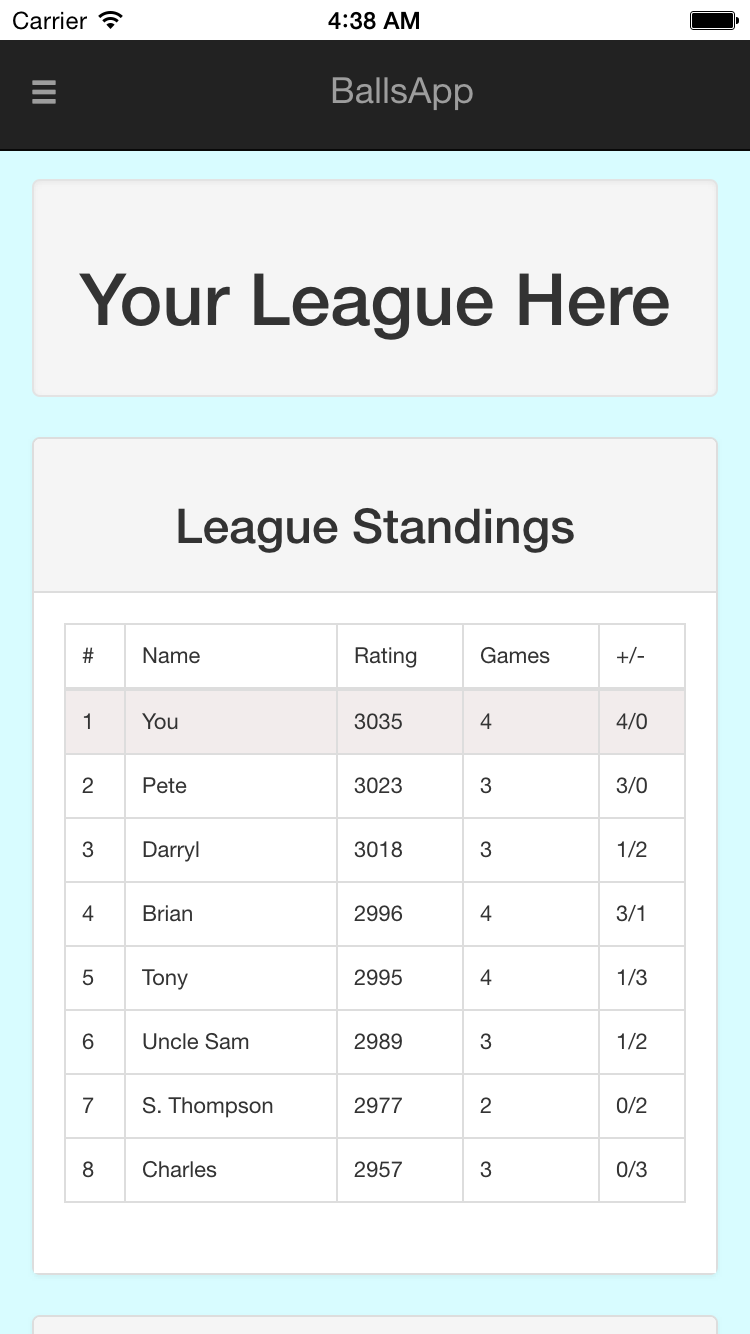 Carrier 4:38 AM
BallsApp
Your League Here
League Standings
# Name Rating Games +/-
1 You 3035 4 4/0
2 Pete 3023 3 3/0
3 Darryl 3018 3 1/2
4 Brian 2996 4 3/1
5 Tony 2995 4 1/3
6 Uncle Sam 2989 3 1/2
7 S. Thompson 2977 2 0/2
8 Charles 2957 3 0/3